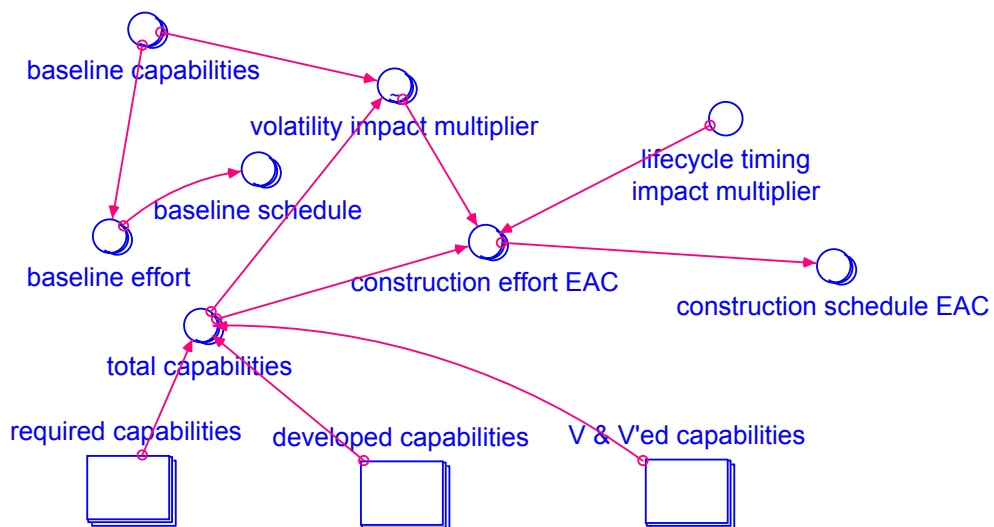 baseline capabilities
volatility impact multiplier
lifecycle timing
impact multiplier
baseline schedule
baseline effort
construction effort EAC
construction schedule EAC
total capabilities
required capabilities
developed capabilities
V & V'ed capabilities